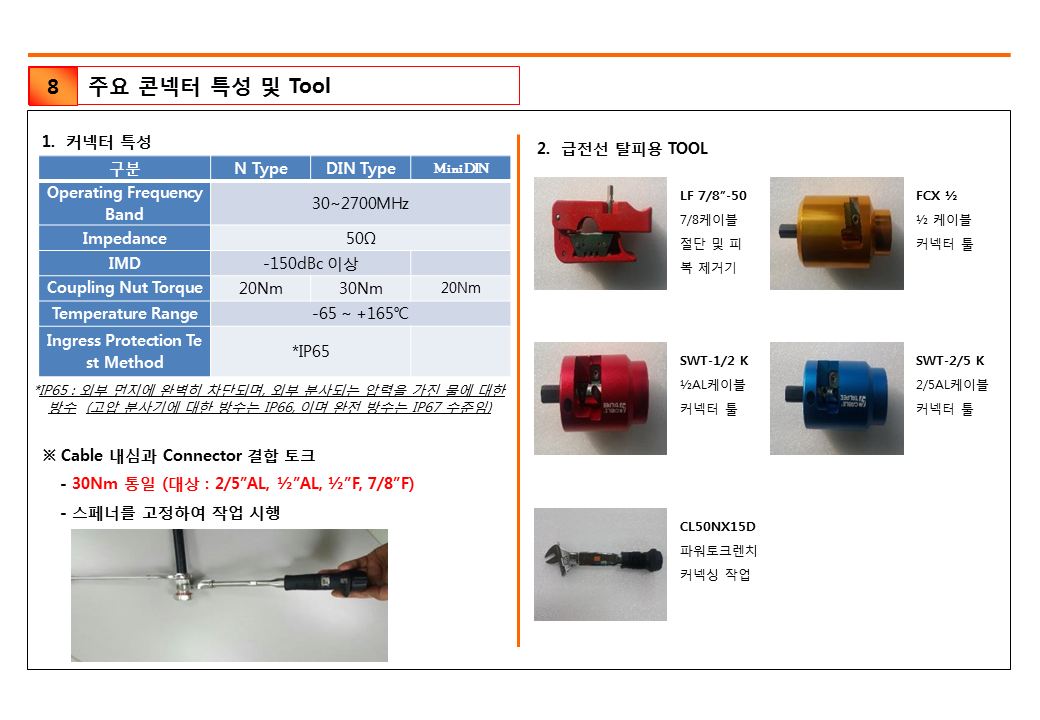 8 주요 콘넥터 특성 및 Tool
1. 커넥터 특성
구분 N Type DIN Type Mini DIN
Operating Frequency
Band
30~2700MHz
Impedance 50Ω
IMD -150dBc 이상
Coupling Nut Torque 20Nm 30Nm 20Nm
Temperature Range -65 ~ +165℃
Ingress Protection Te
st Method
*IP65
*IP65 : 외부 먼지에 완벽히 차단되며, 외부 분사되는 압력을 가진 물에 대한
방수 (고압 분사기에 대한 방수는 IP66, 이며 완전 방수는 IP67 수준임)
※ Cable 내심과 Connector 결합 토크
- 30Nm 통일 (대상 : 2/5”AL, ½”AL, ½”F, 7/8”F)
- 스페너를 고정하여 작업 시행
2. 급전선 탈피용 TOOL
LF 7/8”-50
7/8케이블
절단 및 피
복 제거기
FCX ½
½ 케이블
커넥터 툴
SWT-1/2 K
½AL케이블
커넥터 툴
SWT-2/5 K
2/5AL케이블
커넥터 툴
CL50NX15D
파워토크렌치
커넥싱 작업